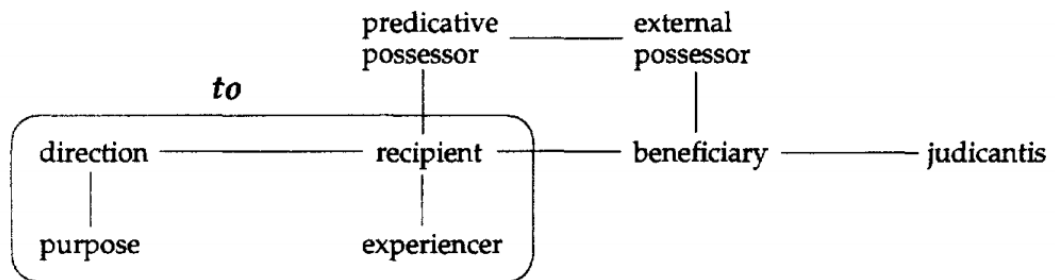 predicative external
possessor possessor
to
direction recipient beneficiary judicantis
purpose experiencer